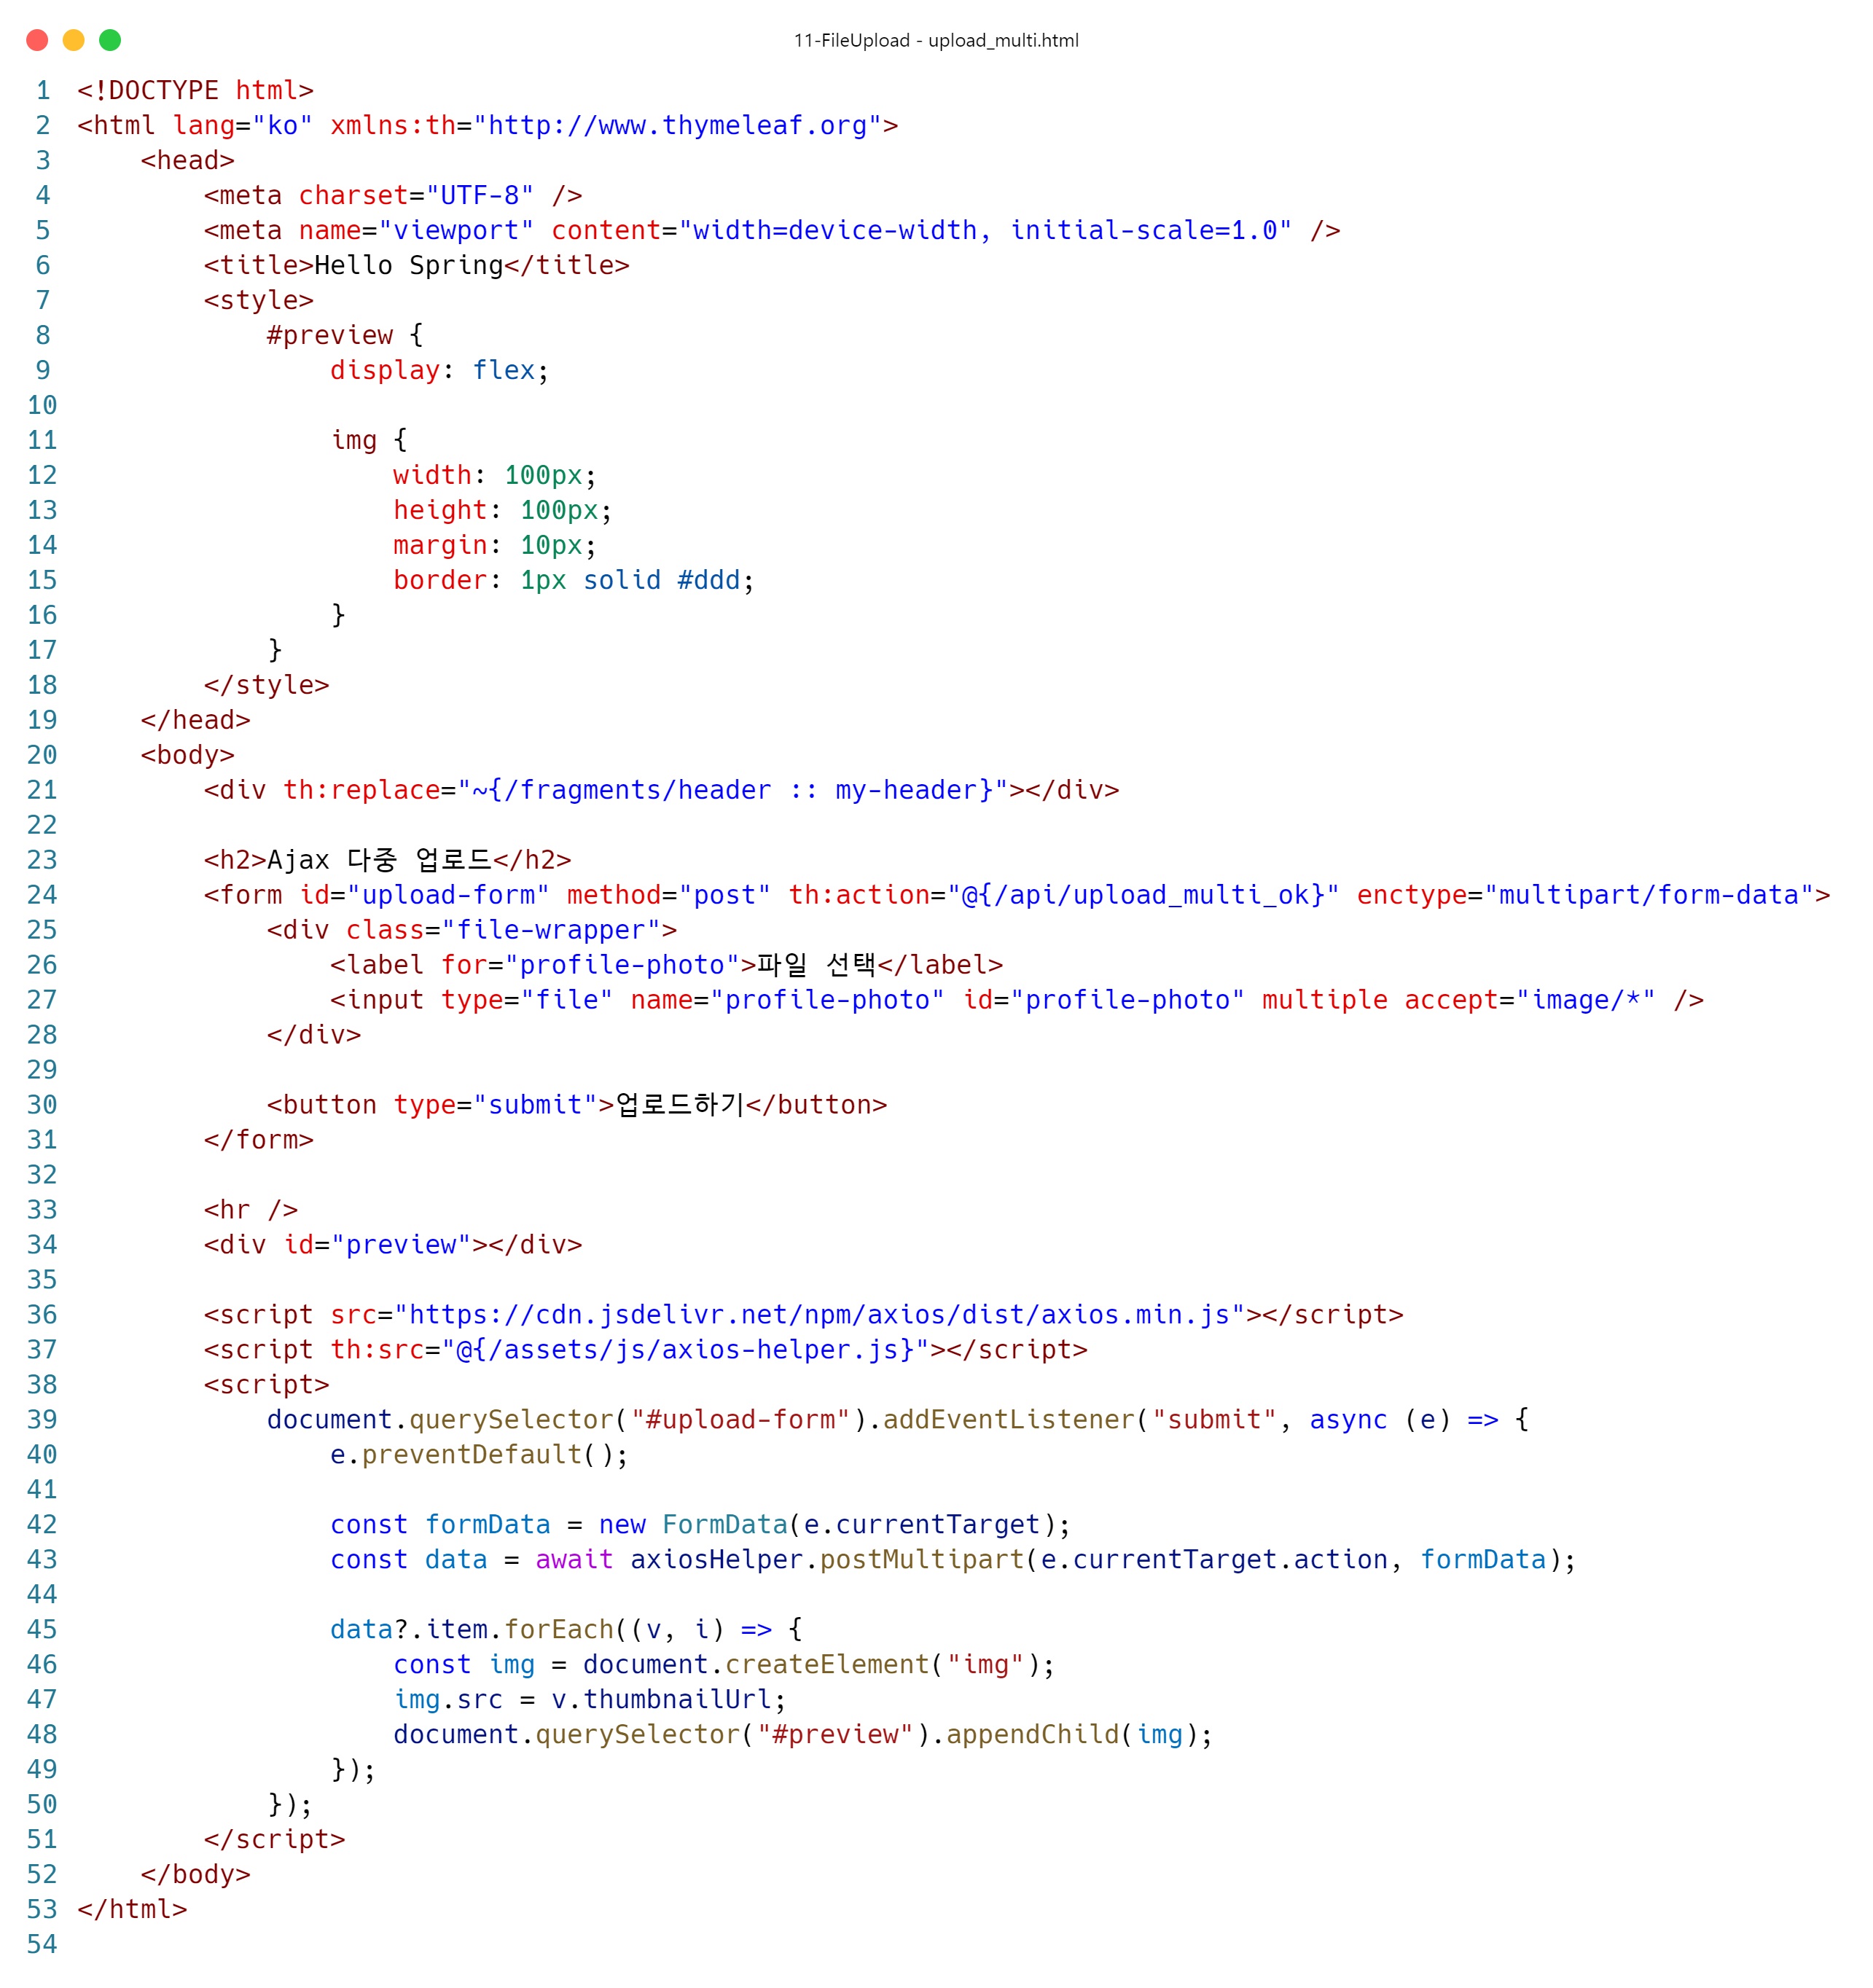 11-FileUpload - upload_multi.html
1 <!DOCTYPE html>
2 <html lang="ko" xmlns:th="http://www.thymeleaf.org">
3     <head>
4         <meta charset="UTF-8" />
5         <meta name="viewport" content="width=device-width, initial-scale=1.0" />
6         <title>Hello Spring</title>
7         <style>
8             #preview {
9                 display: flex;
10
11                 img {
12                     width: 100px;
13                     height: 100px;
14                     margin: 10px;
15                     border: 1px solid #ddd;
16                 }
17             }
18         </style>
19     </head>
20     <body>
21         <div th:replace="~{/fragments/header :: my-header}"></div>
22
23         <h2>Ajax 다중 업로드</h2>
24         <form id="upload-form" method="post" th:action="@{/api/upload_multi_ok}" enctype="multipart/form-data">
25             <div class="file-wrapper">
26                 <label for="profile-photo">파일 선택</label>
27                 <input type="file" name="profile-photo" id="profile-photo" multiple accept="image/*" />
28             </div>
29
30             <button type="submit">업로드하기</button>
31         </form>
32
33         <hr />
34         <div id="preview"></div>
35
36         <script src="https://cdn.jsdelivr.net/npm/axios/dist/axios.min.js"></script>
37         <script th:src="@{/assets/js/axios-helper.js}"></script>
38         <script>
39             document.querySelector("#upload-form").addEventListener("submit", async (e) => {
40                 e.preventDefault();
41
42                 const formData = new FormData(e.currentTarget);
43                 const data = await axiosHelper.postMultipart(e.currentTarget.action, formData);
44
45                 data?.item.forEach((v, i) => {
46                     const img = document.createElement("img");
47                     img.src = v.thumbnailUrl;
48                     document.querySelector("#preview").appendChild(img);
49                 });
50             });
51         </script>
52     </body>
53 </html>
54